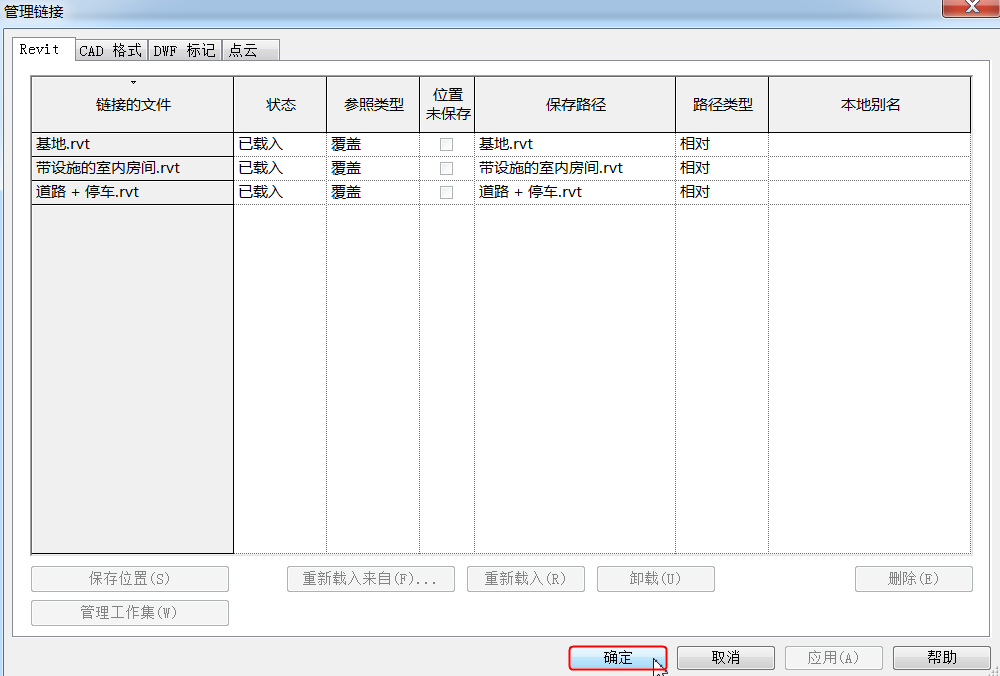 管理链接
Revit CAD 格式 DWF 标记 点云
链接的文件 状态 参照类型 位置未保存 保存路径 路径类型 本地别名
基地.rvt 已载入 覆盖 基地.rvt 相对
带设施的室内房间.rvt 已载入 覆盖 带设施的室内房间.rvt 相对
道路 + 停车.rvt 已载入 覆盖 道路 + 停车.rvt 相对
保存位置(S) 重新载入来自(F)... 重新载入(R) 卸载(U) 删除(E)
管理工作集(W)
确定 取消 应用(A) 帮助